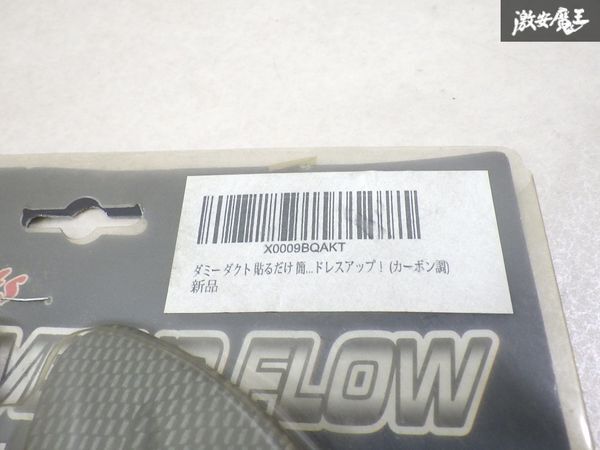 激安魔王
X0009BQAKT
ダミー ダクト 貼るだけ 簡...ドレスアップ！ (カーボン調)
新品
FLOW